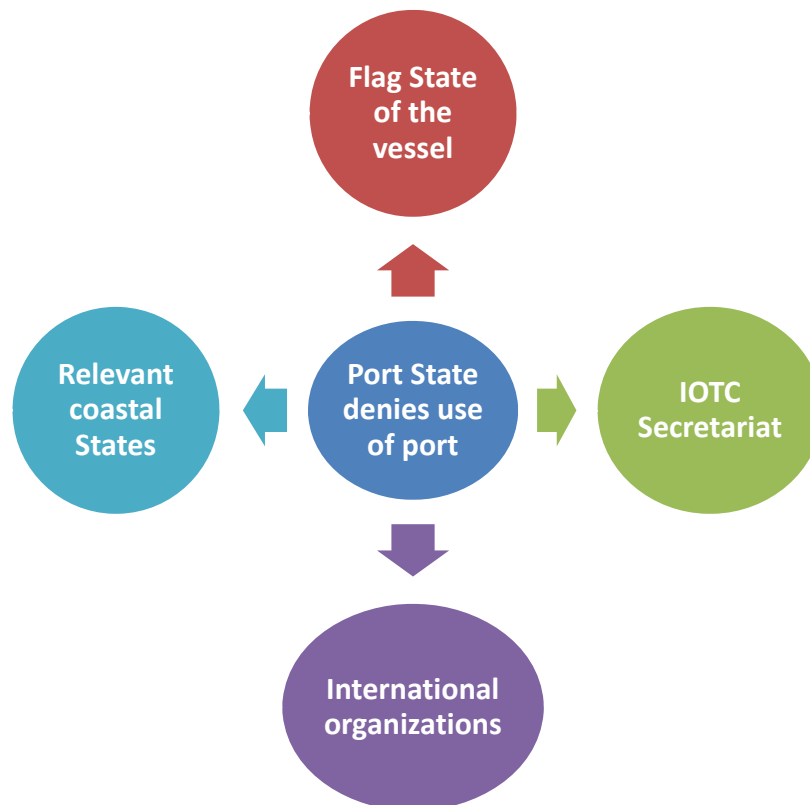 Flag State
of the
vessel
Relevant
coastal
States
Port State
denies use
of port
IOTC
Secretariat
International
organizations